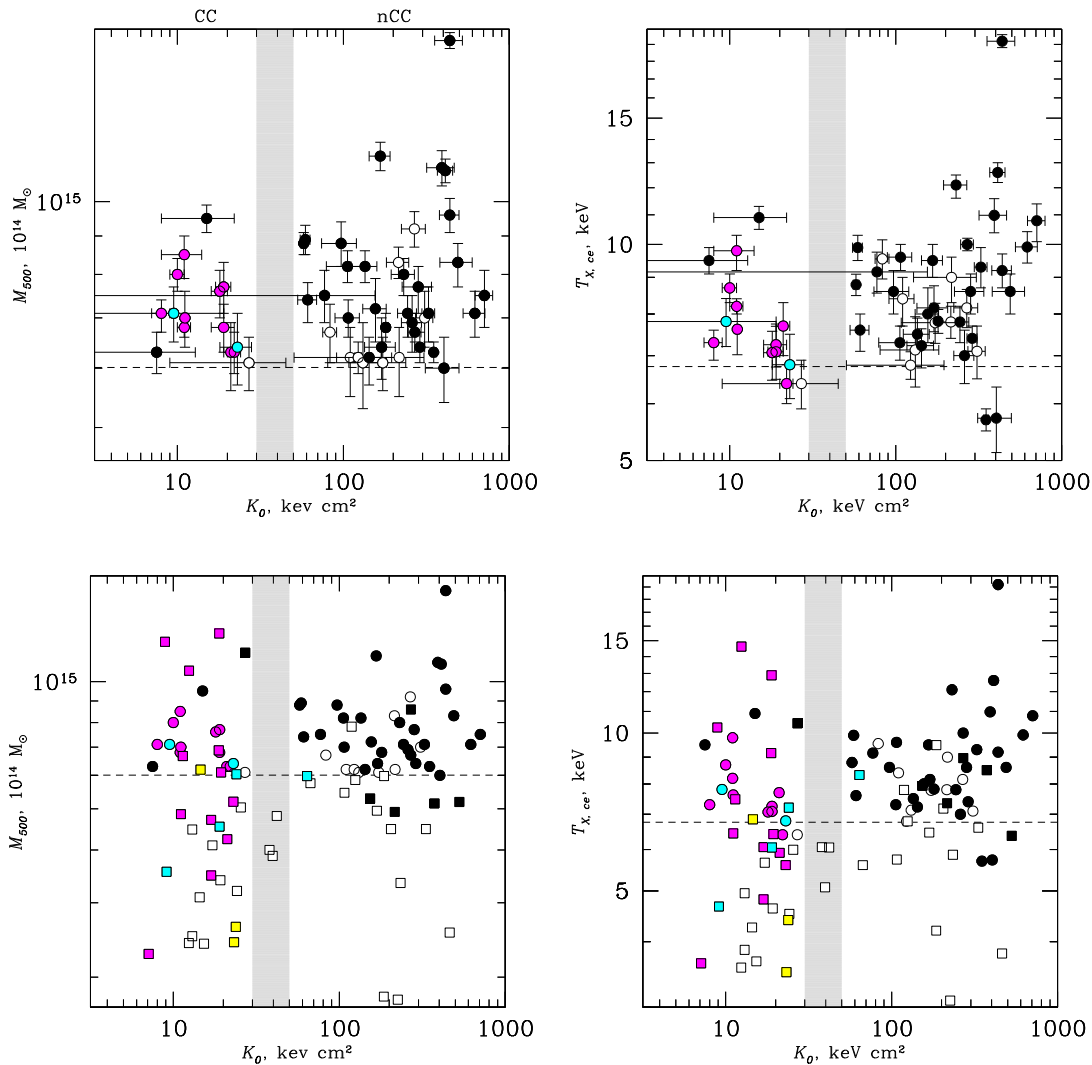 CC nCC
10¹⁵
M₅₀₀, 10¹⁴ M☉
10 100 1000
K₀, kev cm²
15
10
5
T_X, ce, keV
10 100 1000
K₀, keV cm²
10¹⁵
M₅₀₀, 10¹⁴ M☉
10 100 1000
K₀, kev cm²
15
10
5
T_X, ce, keV
10 100 1000
K₀, keV cm²